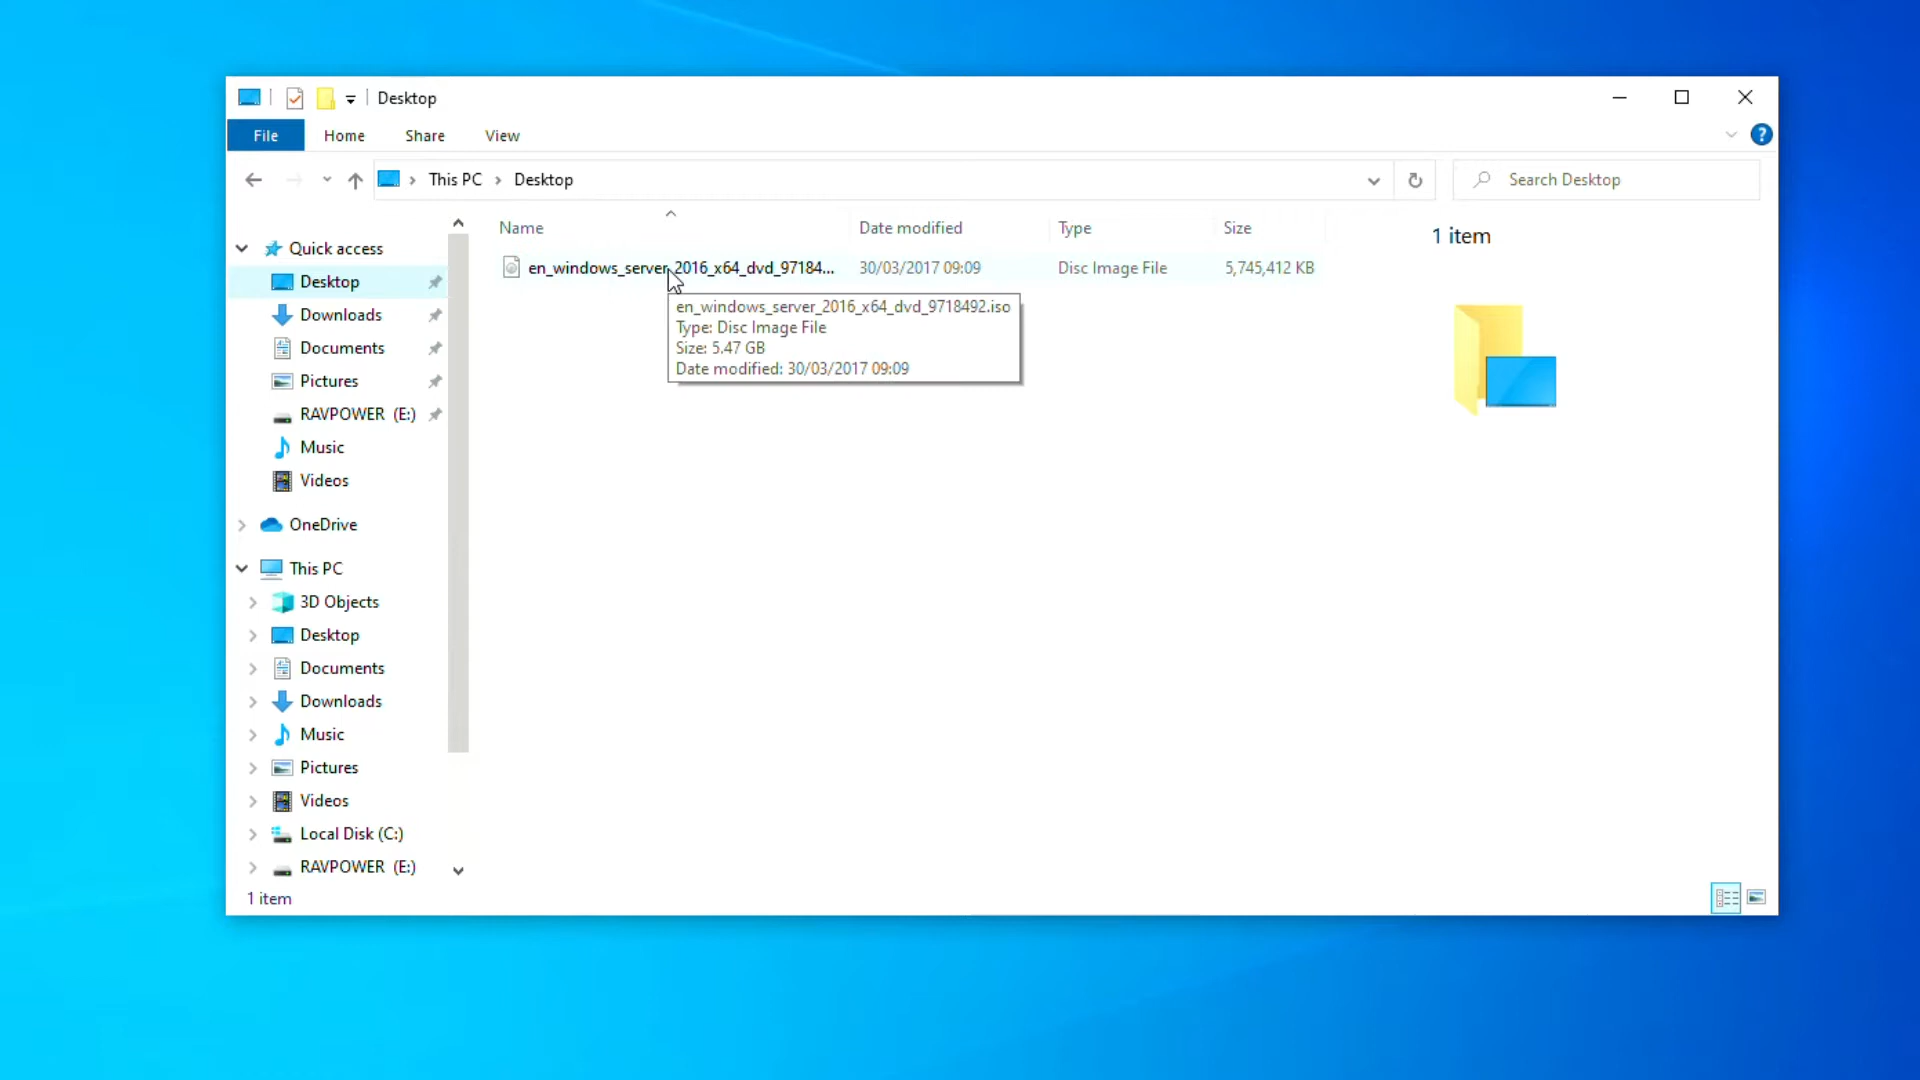 Desktop
File Home Share View
This PC Desktop
Search Desktop
Name Date modified Type Size
en_windows_server_2016_x64_dvd_97184... 30/03/2017 09:09 Disc Image File 5,745,412 KB
en_windows_server_2016_x64_dvd_9718492.iso
Type: Disc Image File
Size: 5.47 GB
Date modified: 30/03/2017 09:09
1 item
Quick access
Desktop
Downloads
Documents
Pictures
RAVPOWER (E:)
Music
Videos
OneDrive
This PC
3D Objects
Desktop
Documents
Downloads
Music
Pictures
Videos
Local Disk (C:)
RAVPOWER (E:)
1 item